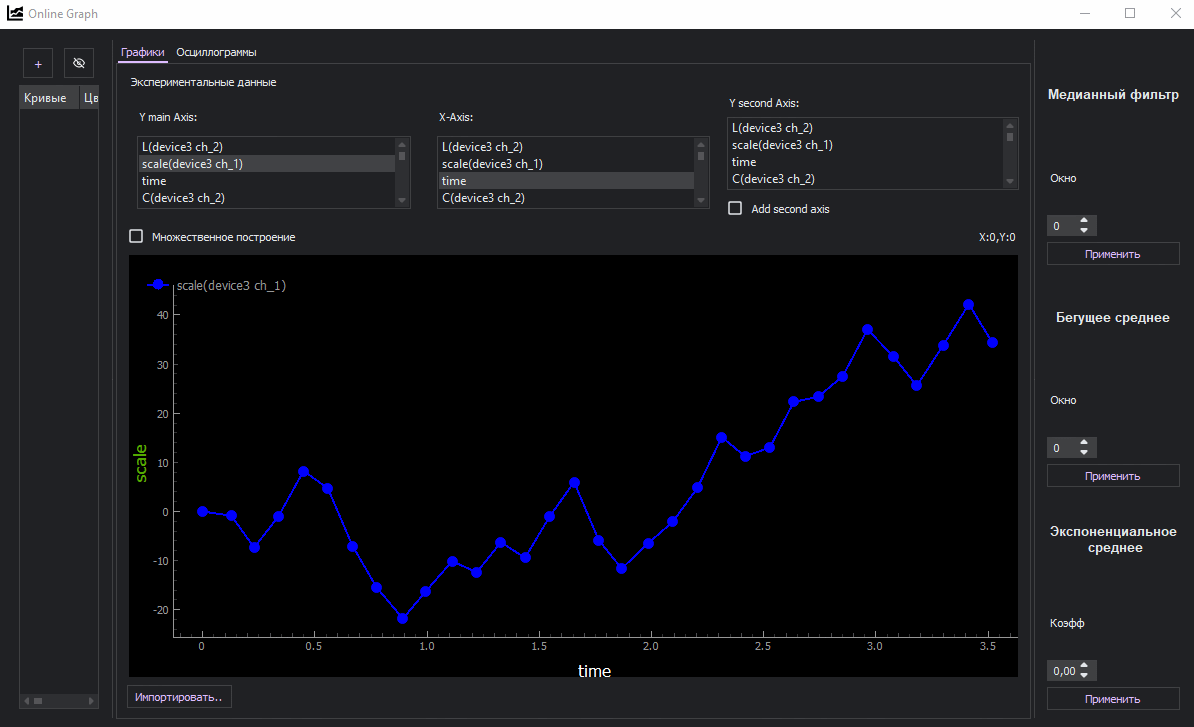 Online Graph
+
Кривые
Цв
Графики
Осциллограммы
Экспериментальные данные
Y main Axis:
L(device3 ch_2)
scale(device3 ch_1)
time
C(device3 ch_2)
X-Axis:
L(device3 ch_2)
scale(device3 ch_1)
time
C(device3 ch_2)
Y second Axis:
L(device3 ch_2)
scale(device3 ch_1)
time
C(device3 ch_2)
Add second axis
Множественное построение
X:0,Y:0
scale(device3 ch_1)
40
30
20
10
0
-10
-20
scale
0
0.5
1.0
1.5
2.0
2.5
3.0
3.5
time
Импортировать..
Медианный фильтр
Окно
0
Применить
Бегущее среднее
Окно
0
Применить
Экспоненциальное
среднее
Коэфф
0,00
Применить